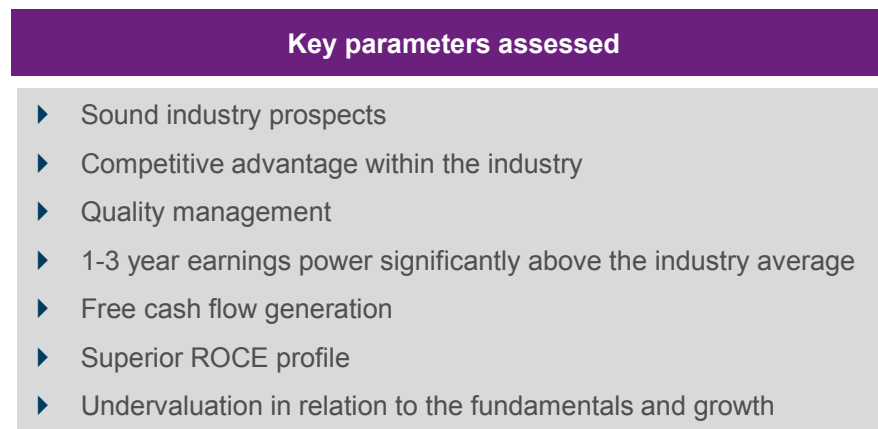 Key parameters assessed
Sound industry prospects
Competitive advantage within the industry
Quality management
1-3 year earnings power significantly above the industry average
Free cash flow generation
Superior ROCE profile
Undervaluation in relation to the fundamentals and growth